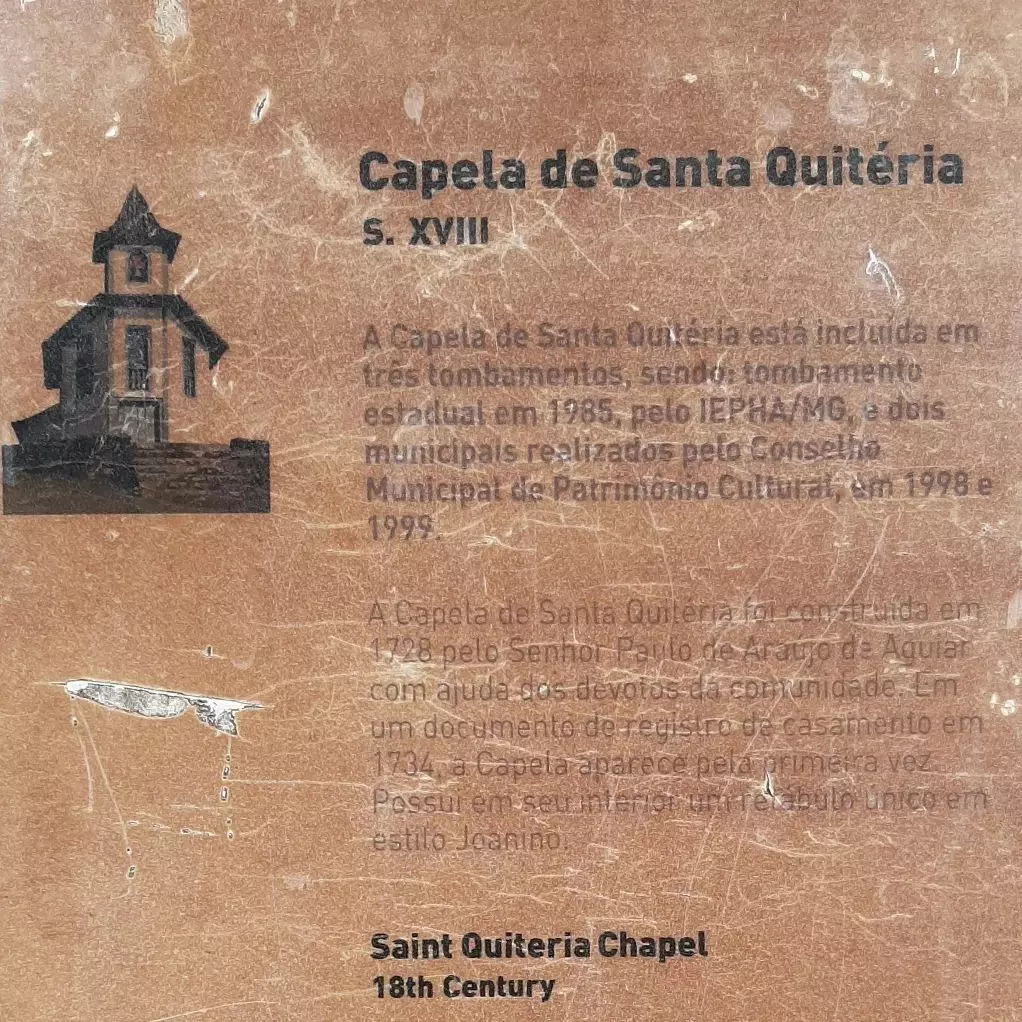 Capela de Santa Quitéria
S. XVIII
A Capela de Santa Quitéria está incluída em
três tombamentos, sendo: tombamento
estadual em 1985, pelo IEPHA/MG, e dois
municipais realizados pelo Conselho
Municipal de Patrimônio Cultural, em 1998 e
1999.
A Capela de Santa Quitéria foi construída em
1728 pelo Senhor Paulo de Araujo de Aguiar
com ajuda dos devotos da comunidade. Em
um documento de registro de casamento em
1734, a Capela aparece pela primeira vez.
Possui em seu interior um retábulo único em
estilo Joanino.
Saint Quiteria Chapel
18th Century